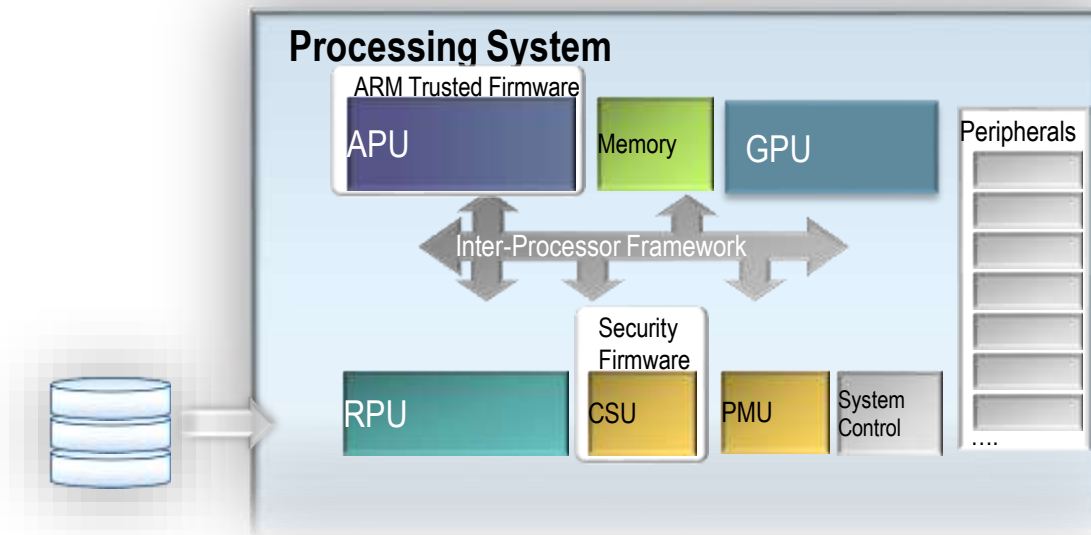 Processing System
ARM Trusted Firmware
APU
Memory
GPU
Peripherals
Inter-Processor Framework
Security
Firmware
RPU
CSU
PMU
System
Control
....